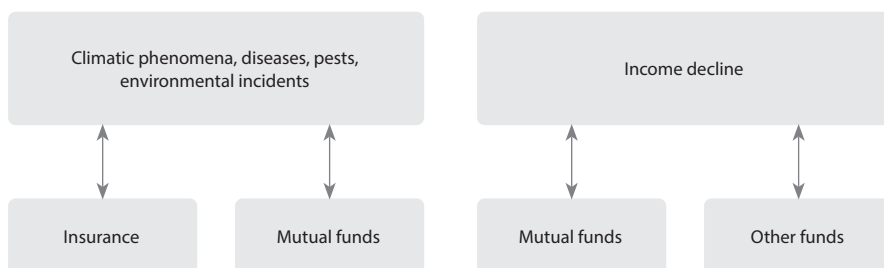 Climatic phenomena, diseases, pests,
environmental incidents
Income decline
Insurance
Mutual funds
Mutual funds
Other funds